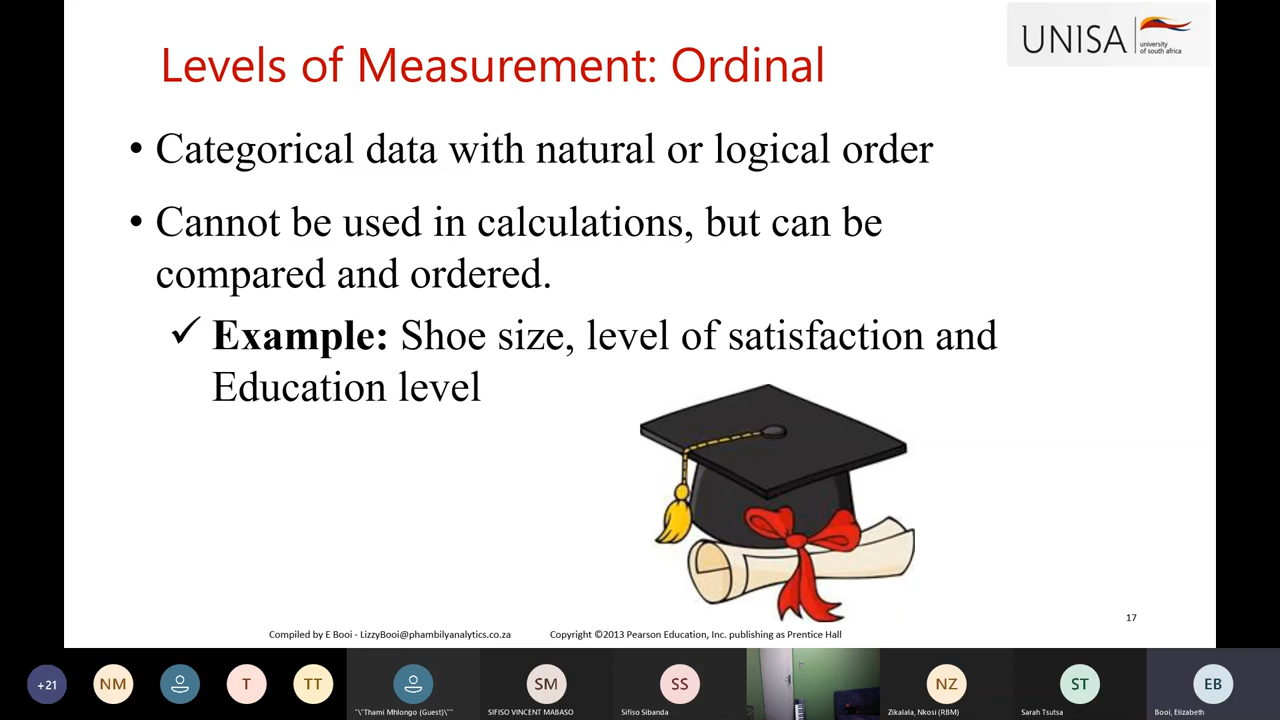 UNISA
university
of south africa
Levels of Measurement: Ordinal
• Categorical data with natural or logical order
• Cannot be used in calculations, but can be
compared and ordered.
✓ Example: Shoe size, level of satisfaction and
Education level
17
Compiled by E Booi - LizzyBooi@phambilyanalytics.co.za
Copyright ©2013 Pearson Education, Inc. publishing as Prentice Hall
+21
NM
T
TT
SM
SS
NZ
ST
EB
"\"Thami Mhlongo (Guest)\""
SIFISO VINCENT MABASO
Sifiso Sibanda
Zikalala, Nkosi (RBM)
Sarah Tsutsa
Booi, Elizabeth